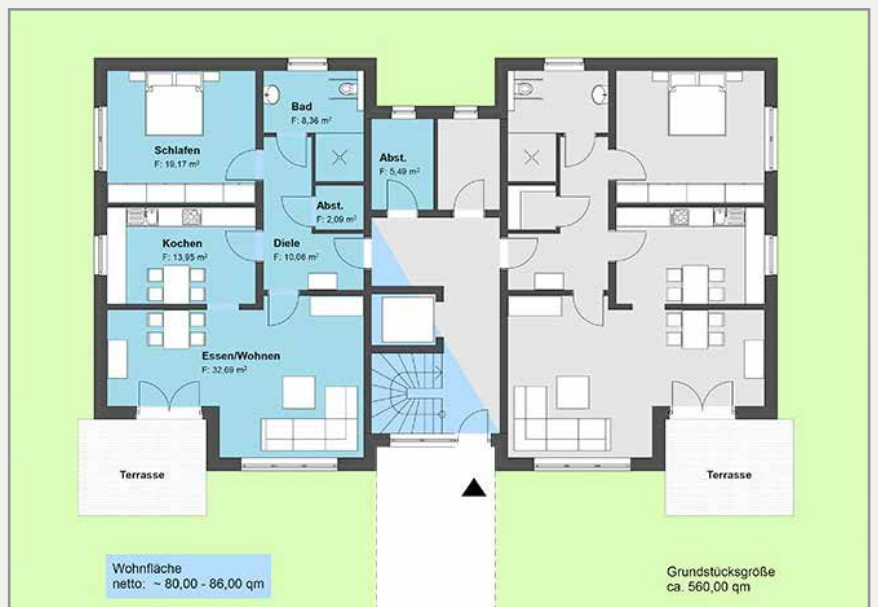 Bad
F: 8,36 m²
Schlafen
F: 19,17 m²
Abst.
F: 5,49 m²
Abst.
F: 2,09 m²
Kochen
F: 13,95 m²
Diele
F: 10,06 m²
Essen/Wohnen
F: 32,69 m²
Terrasse
Terrasse
Wohnfläche
netto: ~ 80,00 - 86,00 qm
Grundstücksgröße
ca. 560,00 qm